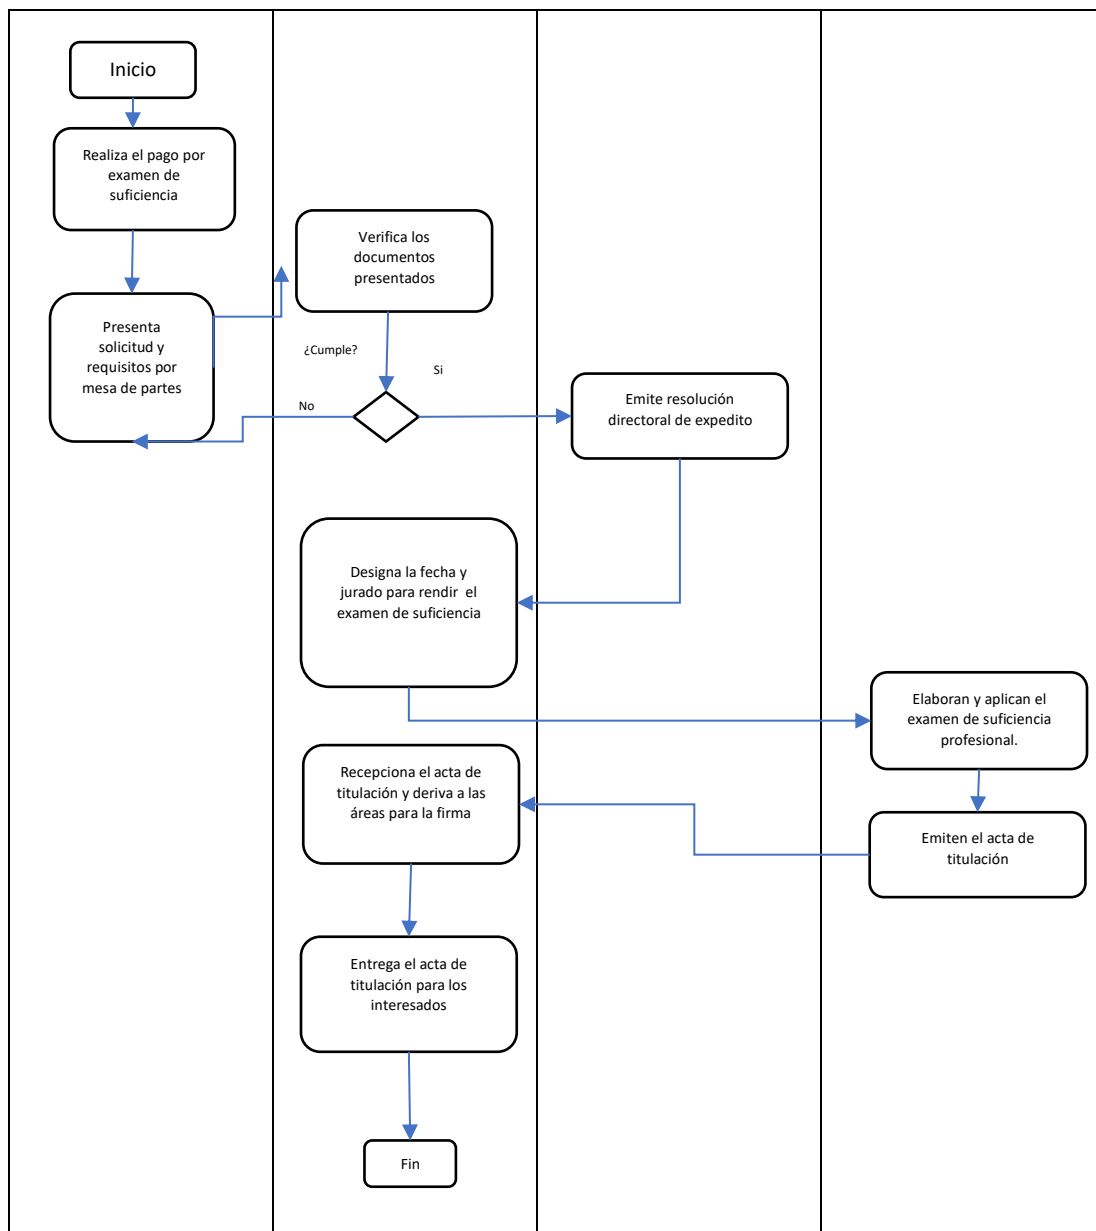 Inicio
Realiza el pago por
examen de
suficiencia
Verifica los
documentos
presentados
Presenta
solicitud y
requisitos por
mesa de partes
¿Cumple?
Si
No
Emite resolución
directoral de expedito
Designa la fecha y
jurado para rendir el
examen de suficiencia
Elaboran y aplican el
examen de suficiencia
profesional.
Recepciona el acta de
titulación y deriva a las
áreas para la firma
Emiten el acta de
titulación
Entrega el acta de
titulación para los
interesados
Fin